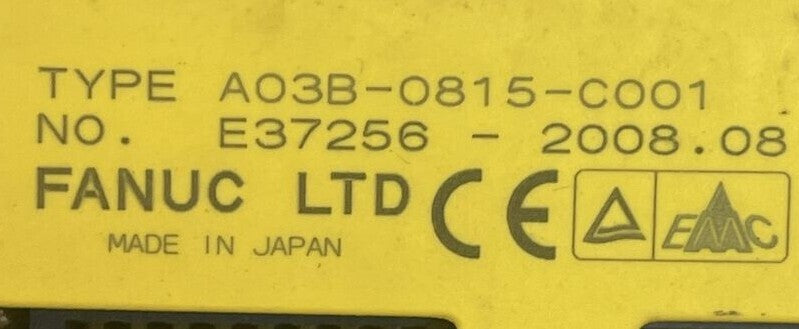 TYPE A03B-0815-C001
NO. E37256 - 2008.08
FANUC LTD CE EMC
MADE IN JAPAN